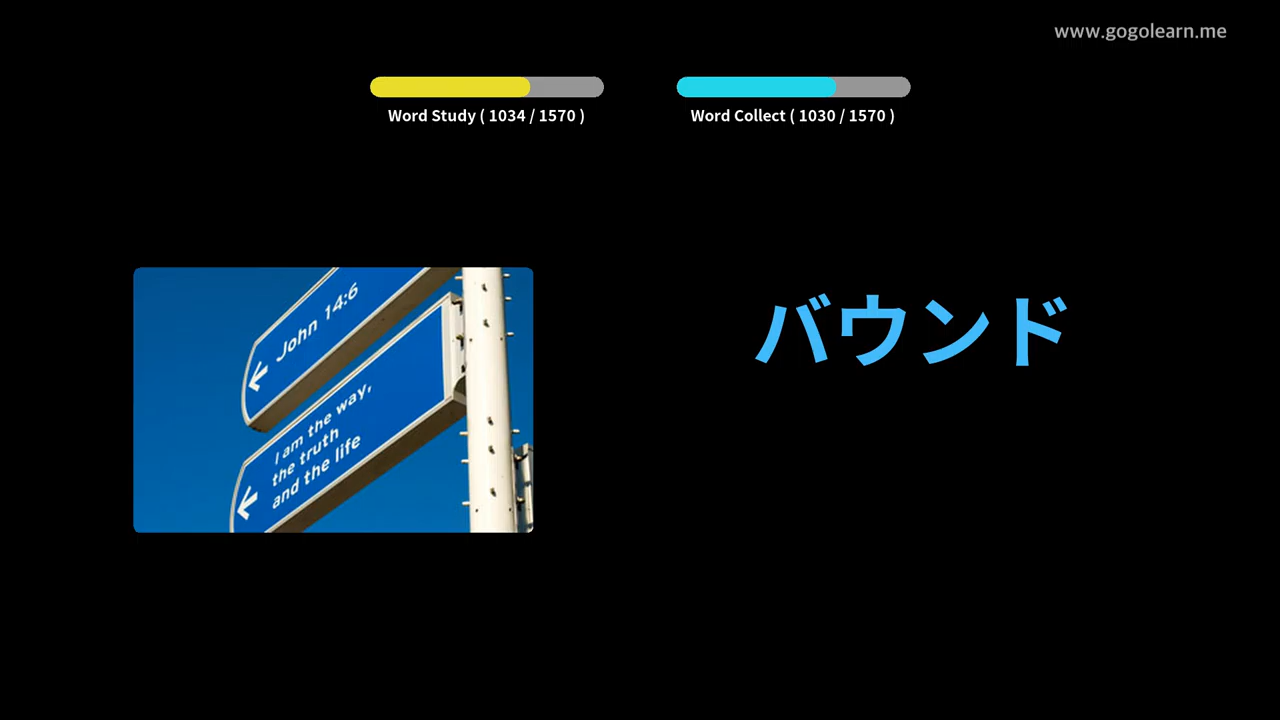 www.gogolearn.me
Word Study ( 1034 / 1570 )
Word Collect ( 1030 / 1570 )
John 14:6
I am the way,
the truth
and the life
バウンド